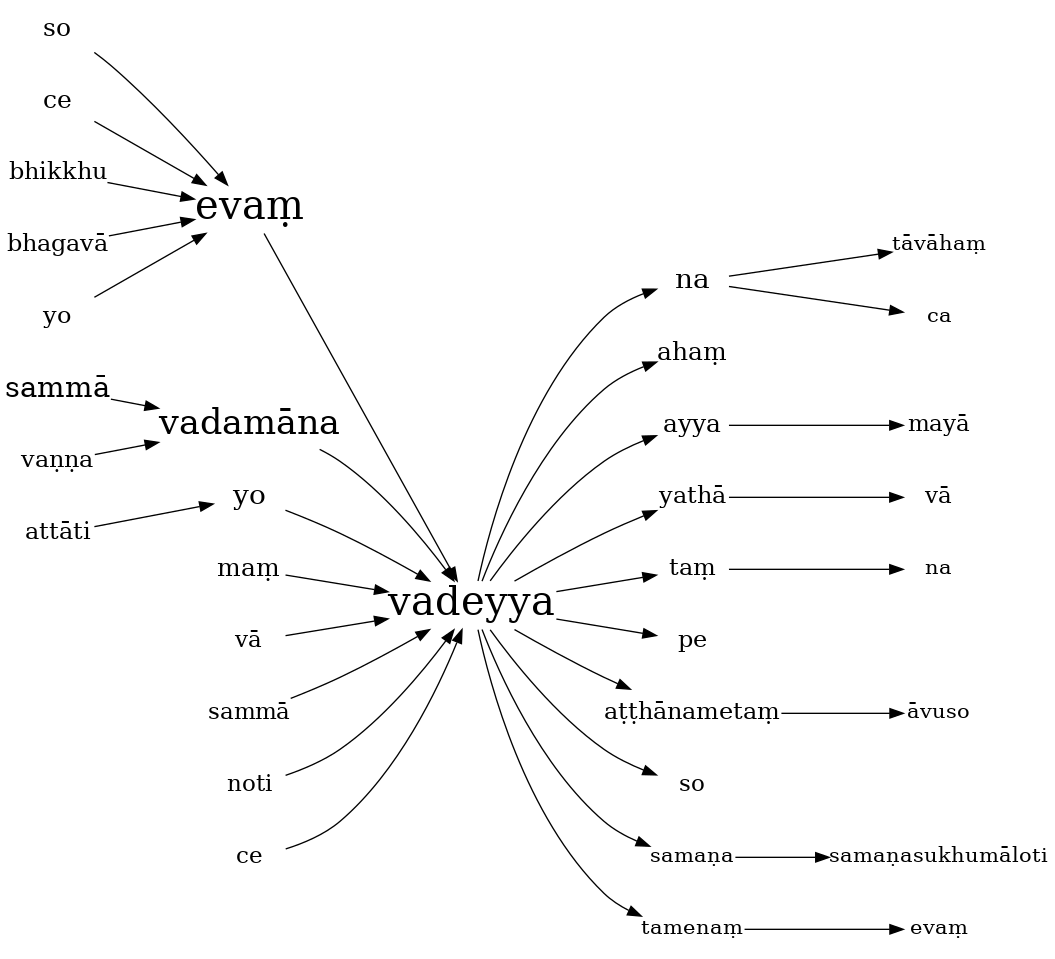 so
ce
bhikkhu
evaṃ
bhagavā
tāvāhaṃ
na
yo
ca
ahaṃ
sammā
vadamāna
ayya
mayā
vaṇṇa
yo
yathā
vā
attāti
maṃ
taṃ
na
vadeyya
vā
pe
sammā
aṭṭhānametaṃ
āvuso
noti
so
ce
samaṇa
samaṇasukhumāloti
tamenaṃ
evaṃ